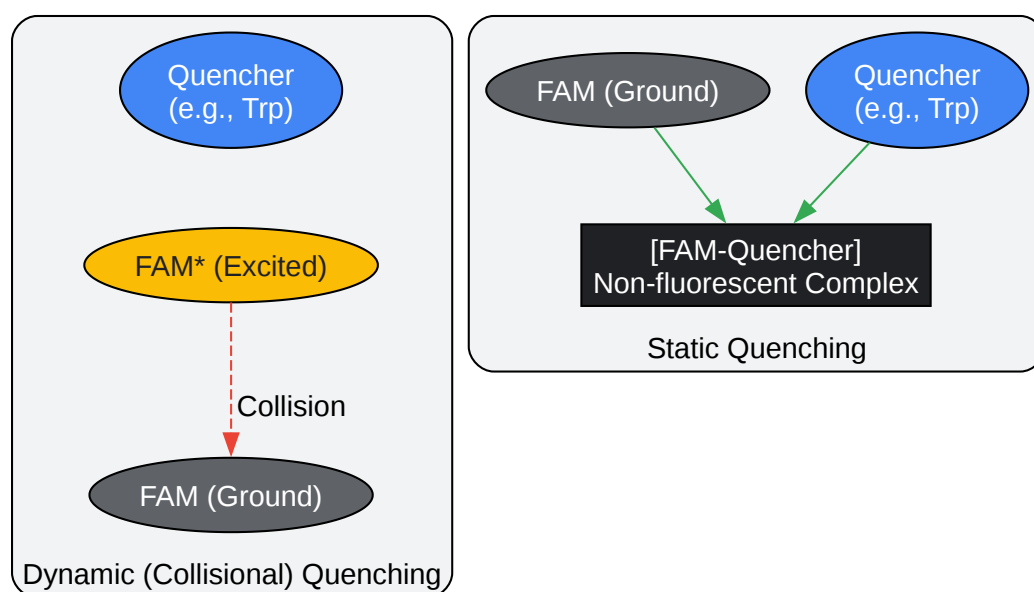 Quencher
(e.g., Trp)
FAM* (Excited)
Collision
FAM (Ground)
Dynamic (Collisional) Quenching
FAM (Ground)
Quencher
(e.g., Trp)
[FAM-Quencher]
Non-fluorescent Complex
Static Quenching